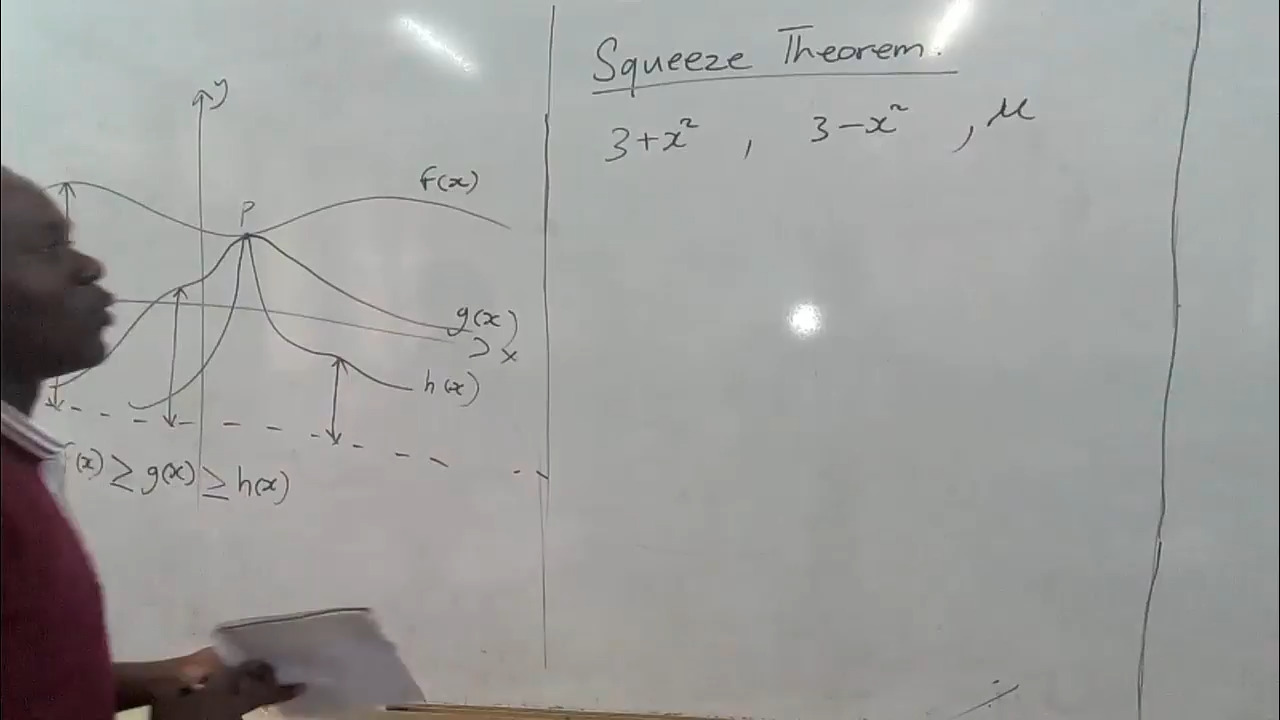 y
P
f(x)
g(x)
x
h(x)
(x) ≥ g(x) ≥ h(x)
Squeeze Theorem.
3+x² , 3−x² , μ